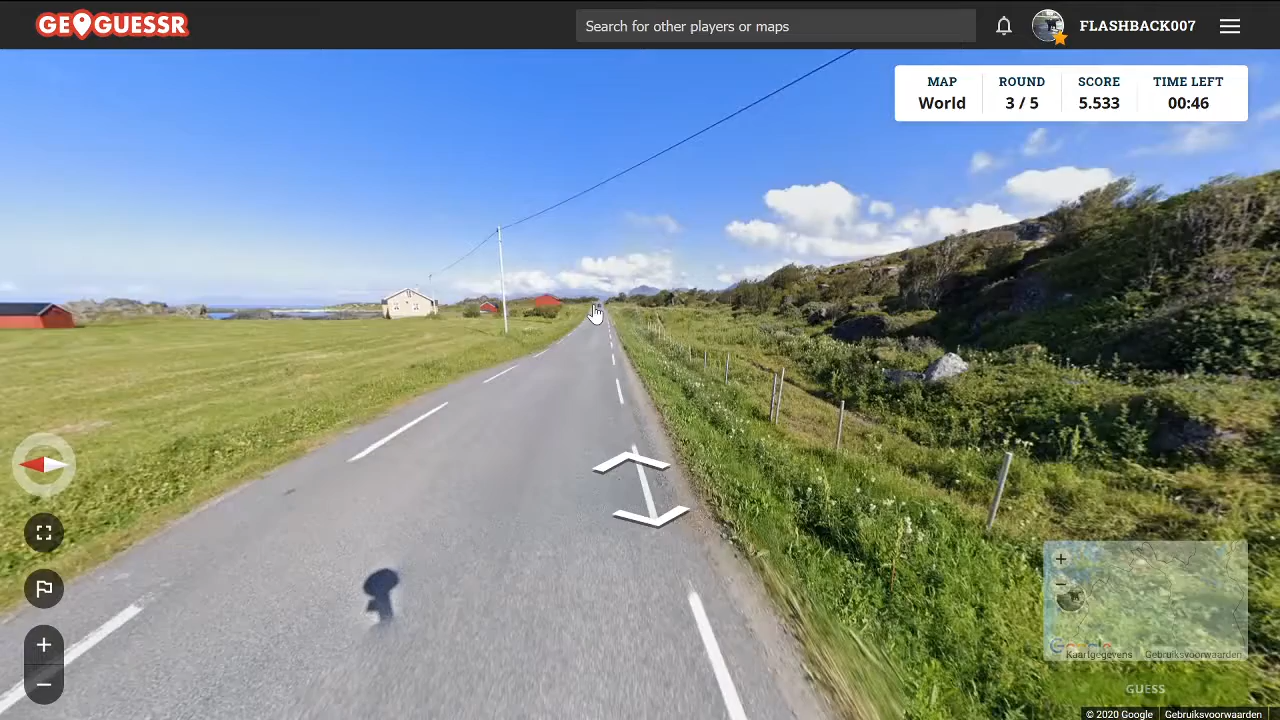 GEOGUESSR
Search for other players or maps
FLASHBACK007
MAP ROUND SCORE TIME LEFT
World 3 / 5 5.533 00:46
Google
Kaartgegevens Gebruiksvoorwaarden
GUESS
© 2020 Google Gebruiksvoorwaarden